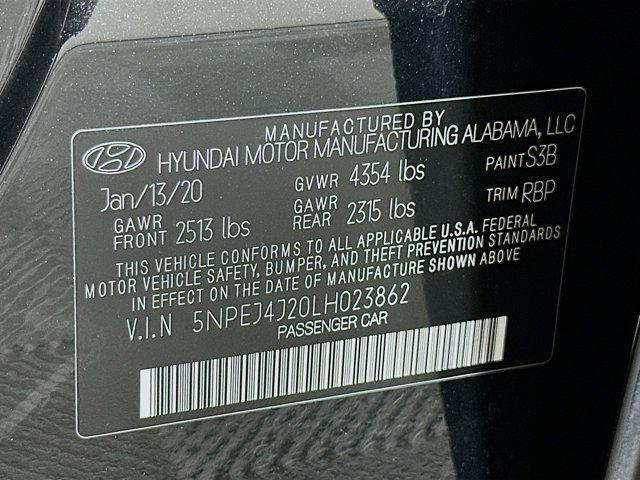 MANUFACTURED BY
HYUNDAI MOTOR MANUFACTURING ALABAMA, LLC
Jan/13/20 GVWR 4354 lbs PAINT S3B
GAWR FRONT 2513 lbs GAWR REAR 2315 lbs TRIM RBP
THIS VEHICLE CONFORMS TO ALL APPLICABLE U.S.A. FEDERAL
MOTOR VEHICLE SAFETY, BUMPER, AND THEFT PREVENTION STANDARDS
IN EFFECT ON THE DATE OF MANUFACTURE SHOWN ABOVE
V.I.N 5NPEJ4J20LH023862
PASSENGER CAR